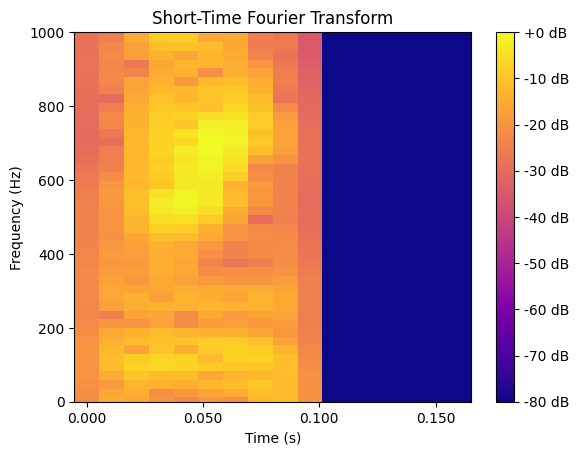 Short-Time Fourier Transform
1000
800
600
400
200
0
Frequency (Hz)
0.000
0.050
0.100
0.150
Time (s)
+0 dB
-10 dB
-20 dB
-30 dB
-40 dB
-50 dB
-60 dB
-70 dB
-80 dB